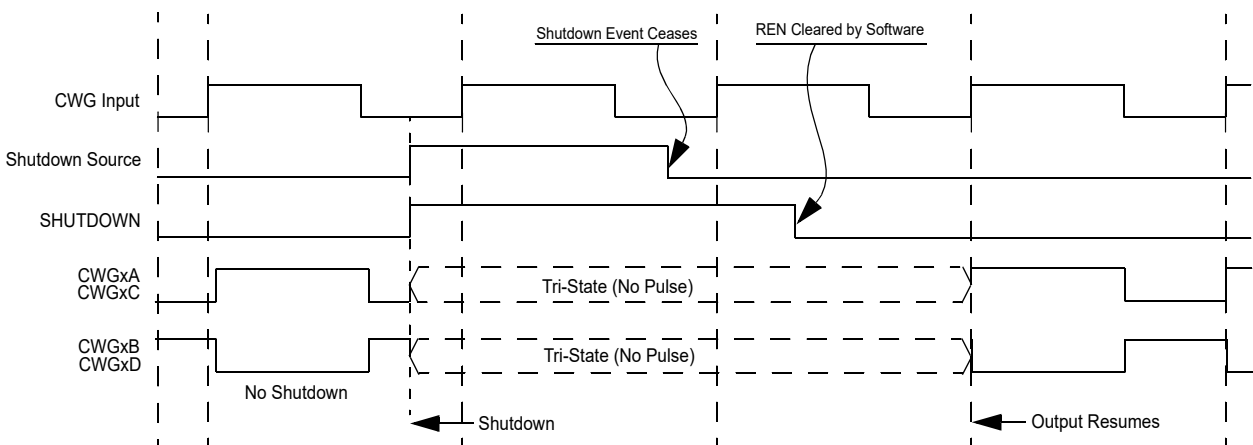 Shutdown Event Ceases
REN Cleared by Software
CWG Input
Shutdown Source
SHUTDOWN
CWGxA
CWGxC
Tri-State (No Pulse)
CWGxB
CWGxD
Tri-State (No Pulse)
No Shutdown
Shutdown
Output Resumes